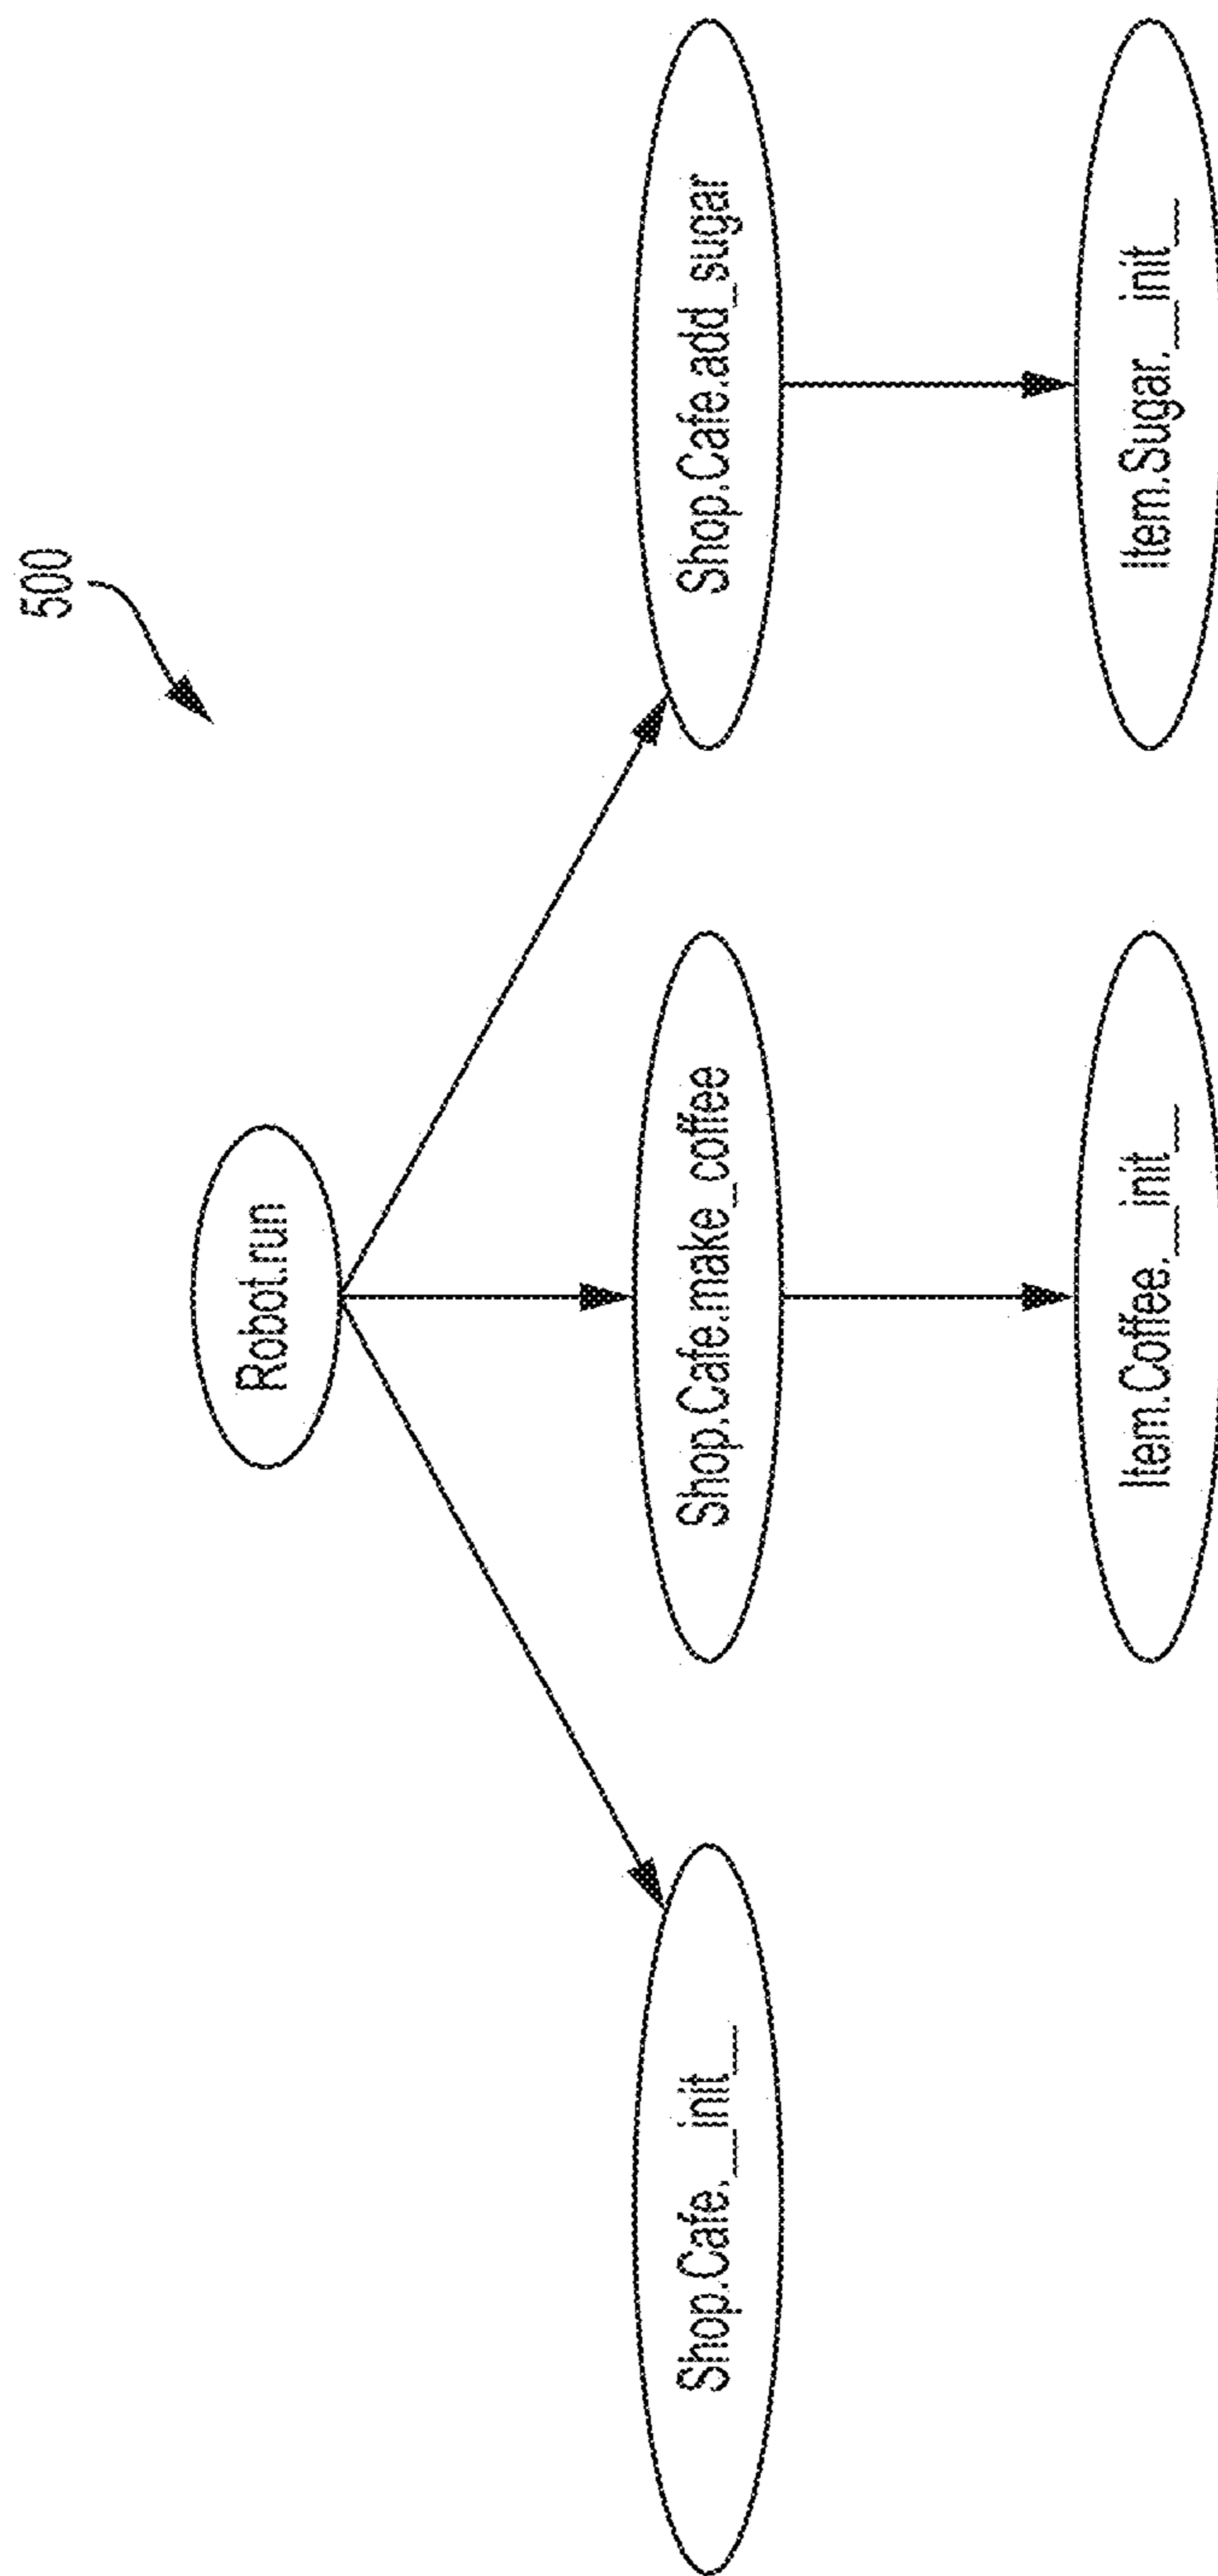 500
Robot.run
Shop.Cafe.__init__
Shop.Cafe.make_coffee
Shop.Cafe.add_sugar
Item.Coffee.__init__
Item.Sugar.__init__